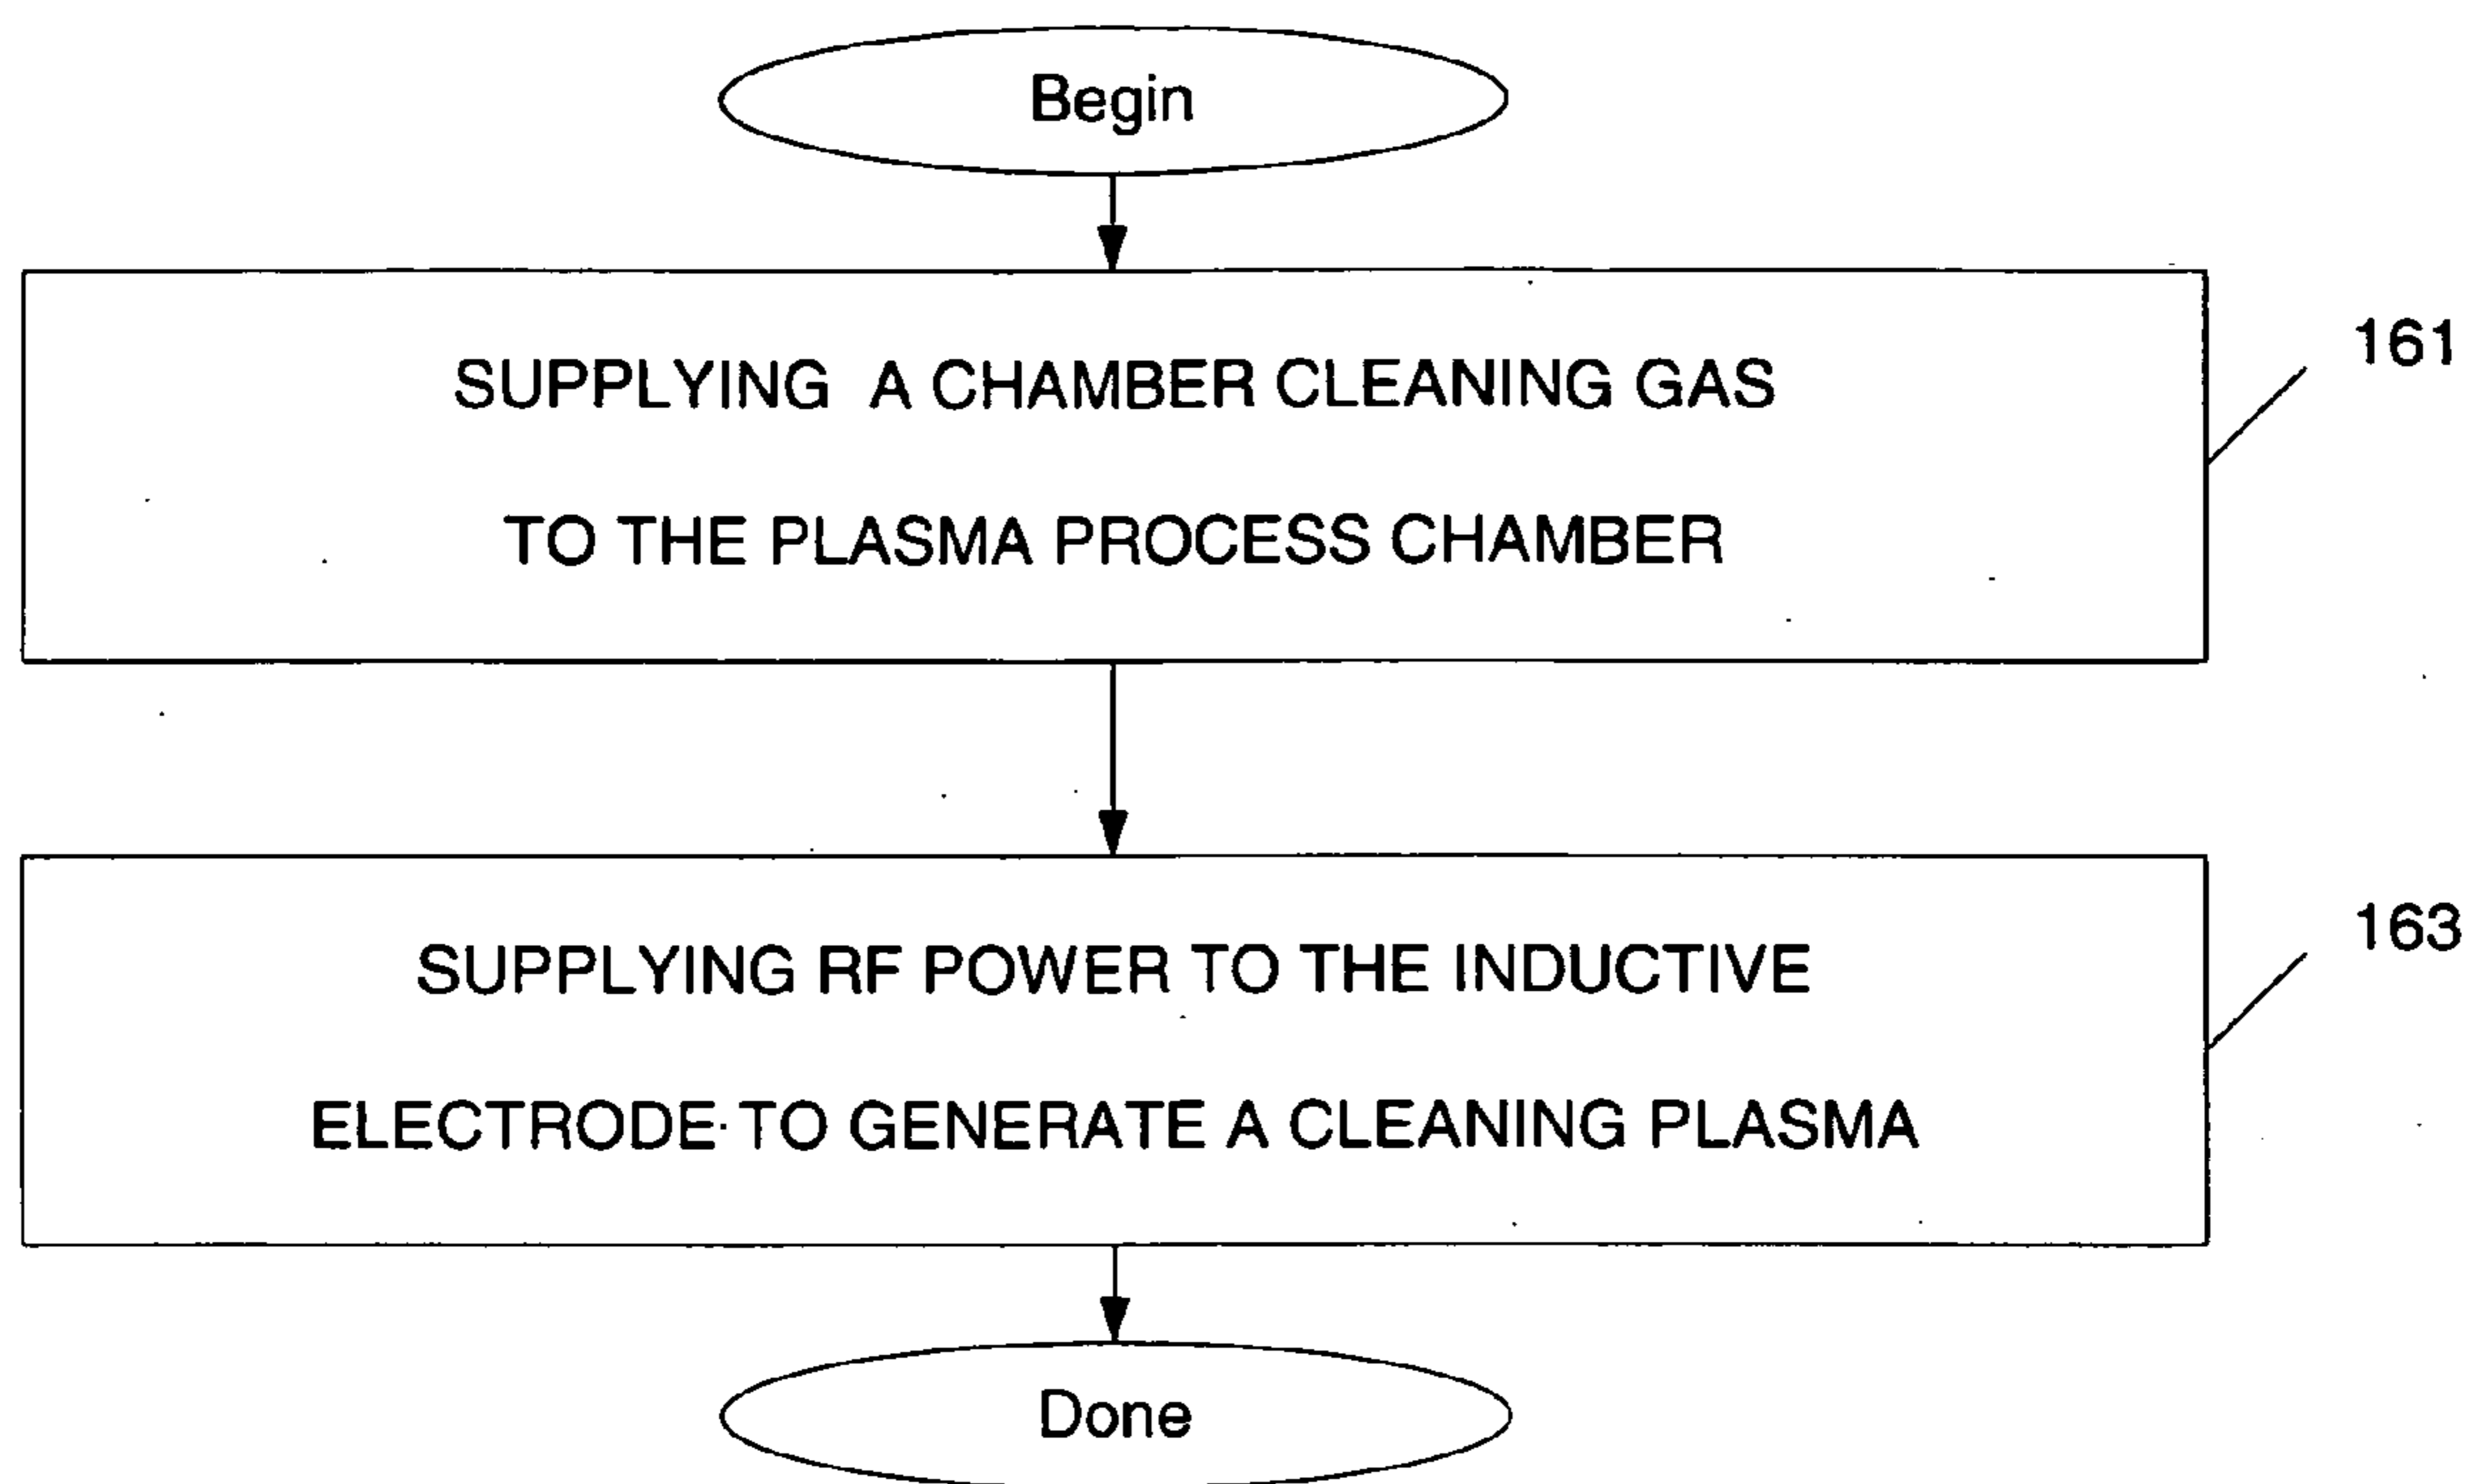 Begin
SUPPLYING A CHAMBER CLEANING GAS
161
TO THE PLASMA PROCESS CHAMBER
SUPPLYING RF POWER TO THE INDUCTIVE
163
ELECTRODE TO GENERATE A CLEANING PLASMA
Done